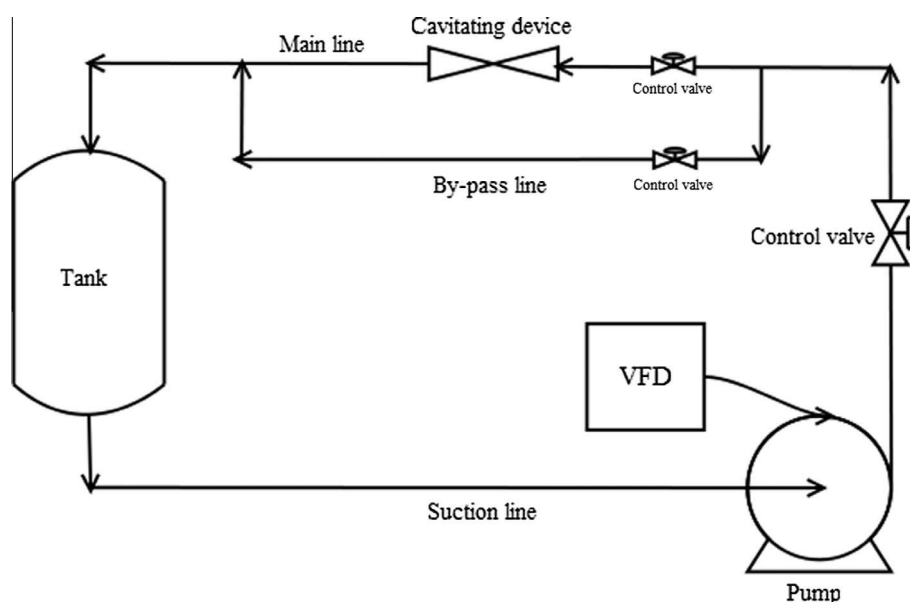 Cavitating device
Main line
Control valve
Control valve
By-pass line
Control valve
Tank
VFD
Suction line
Pump